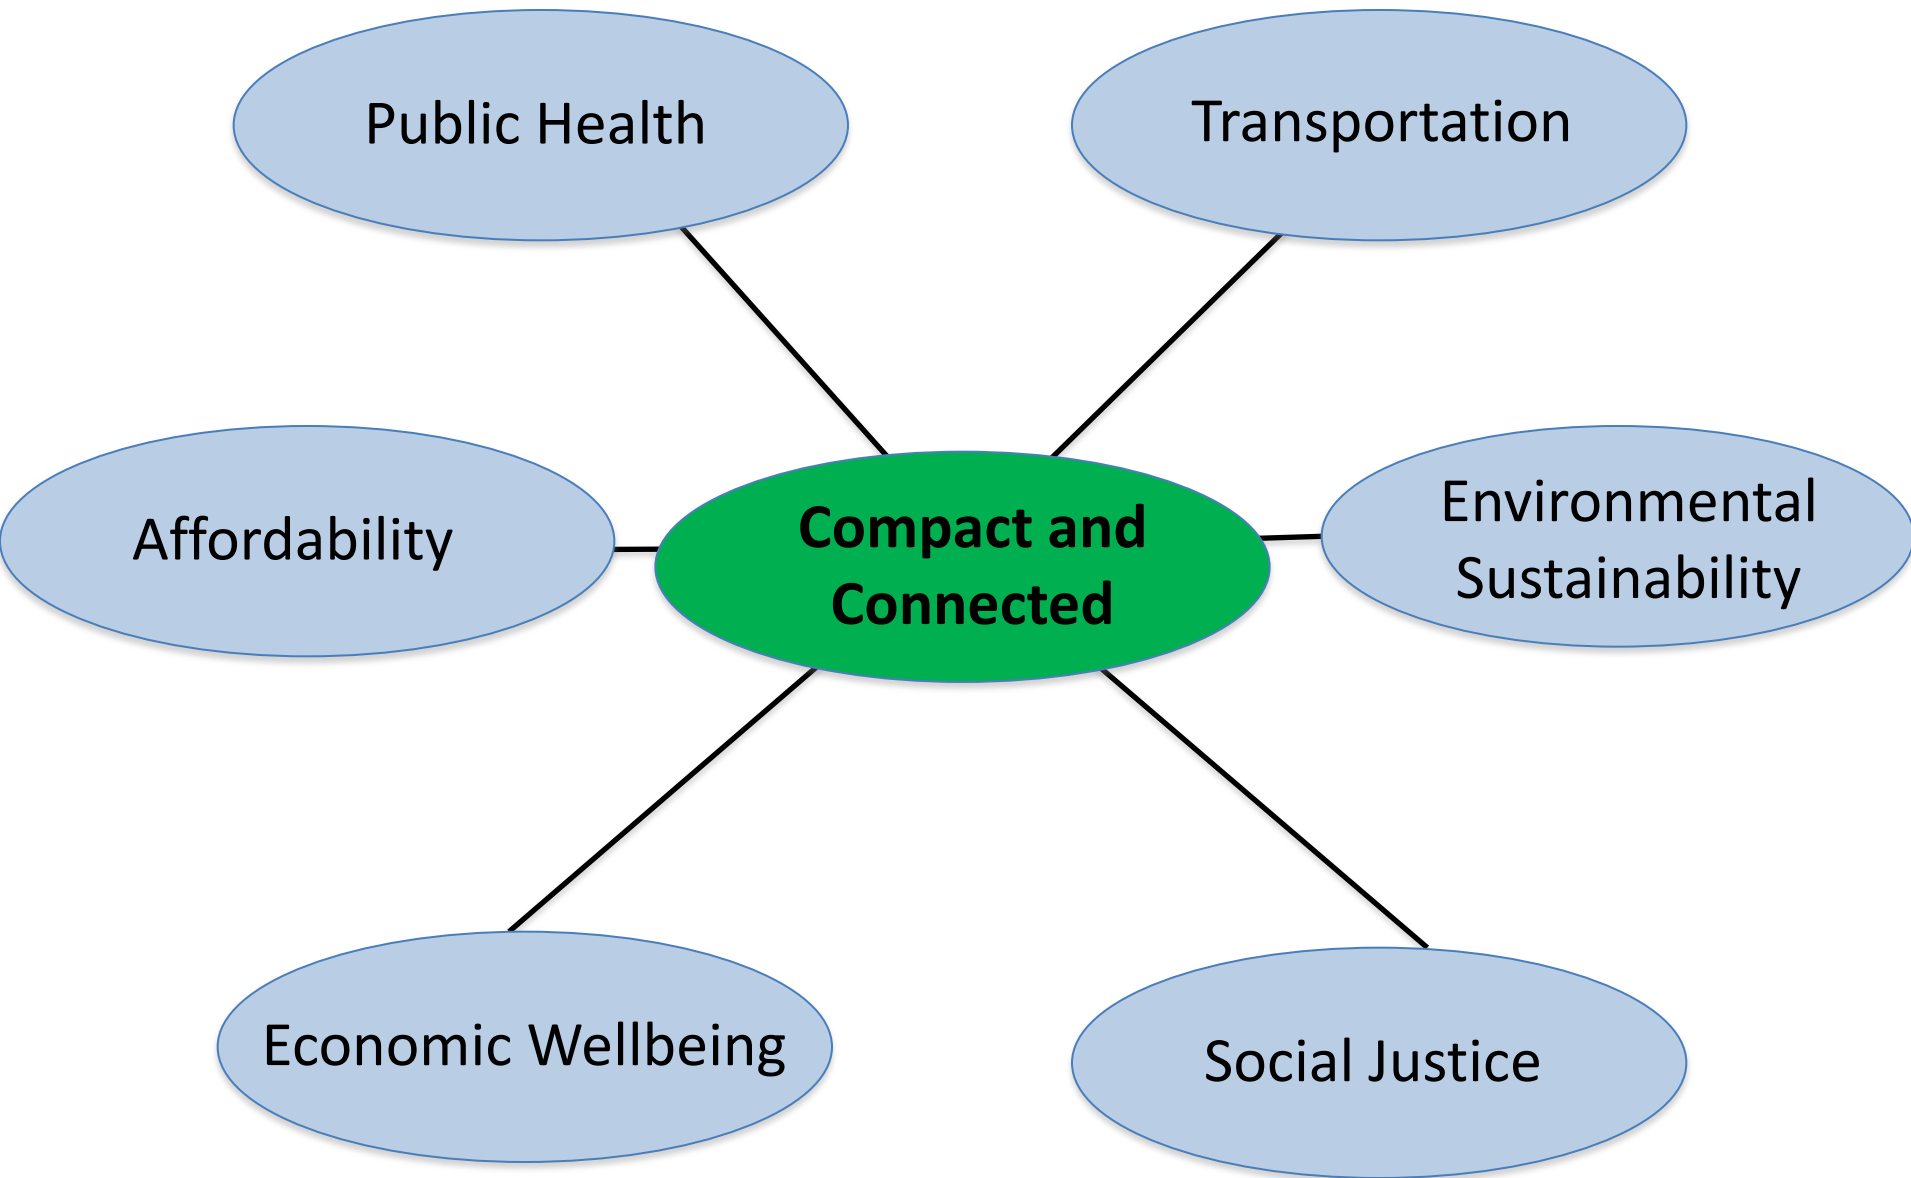 Public Health
Transportation
Affordability
Compact and
Connected
Environmental
Sustainability
Economic Wellbeing
Social Justice